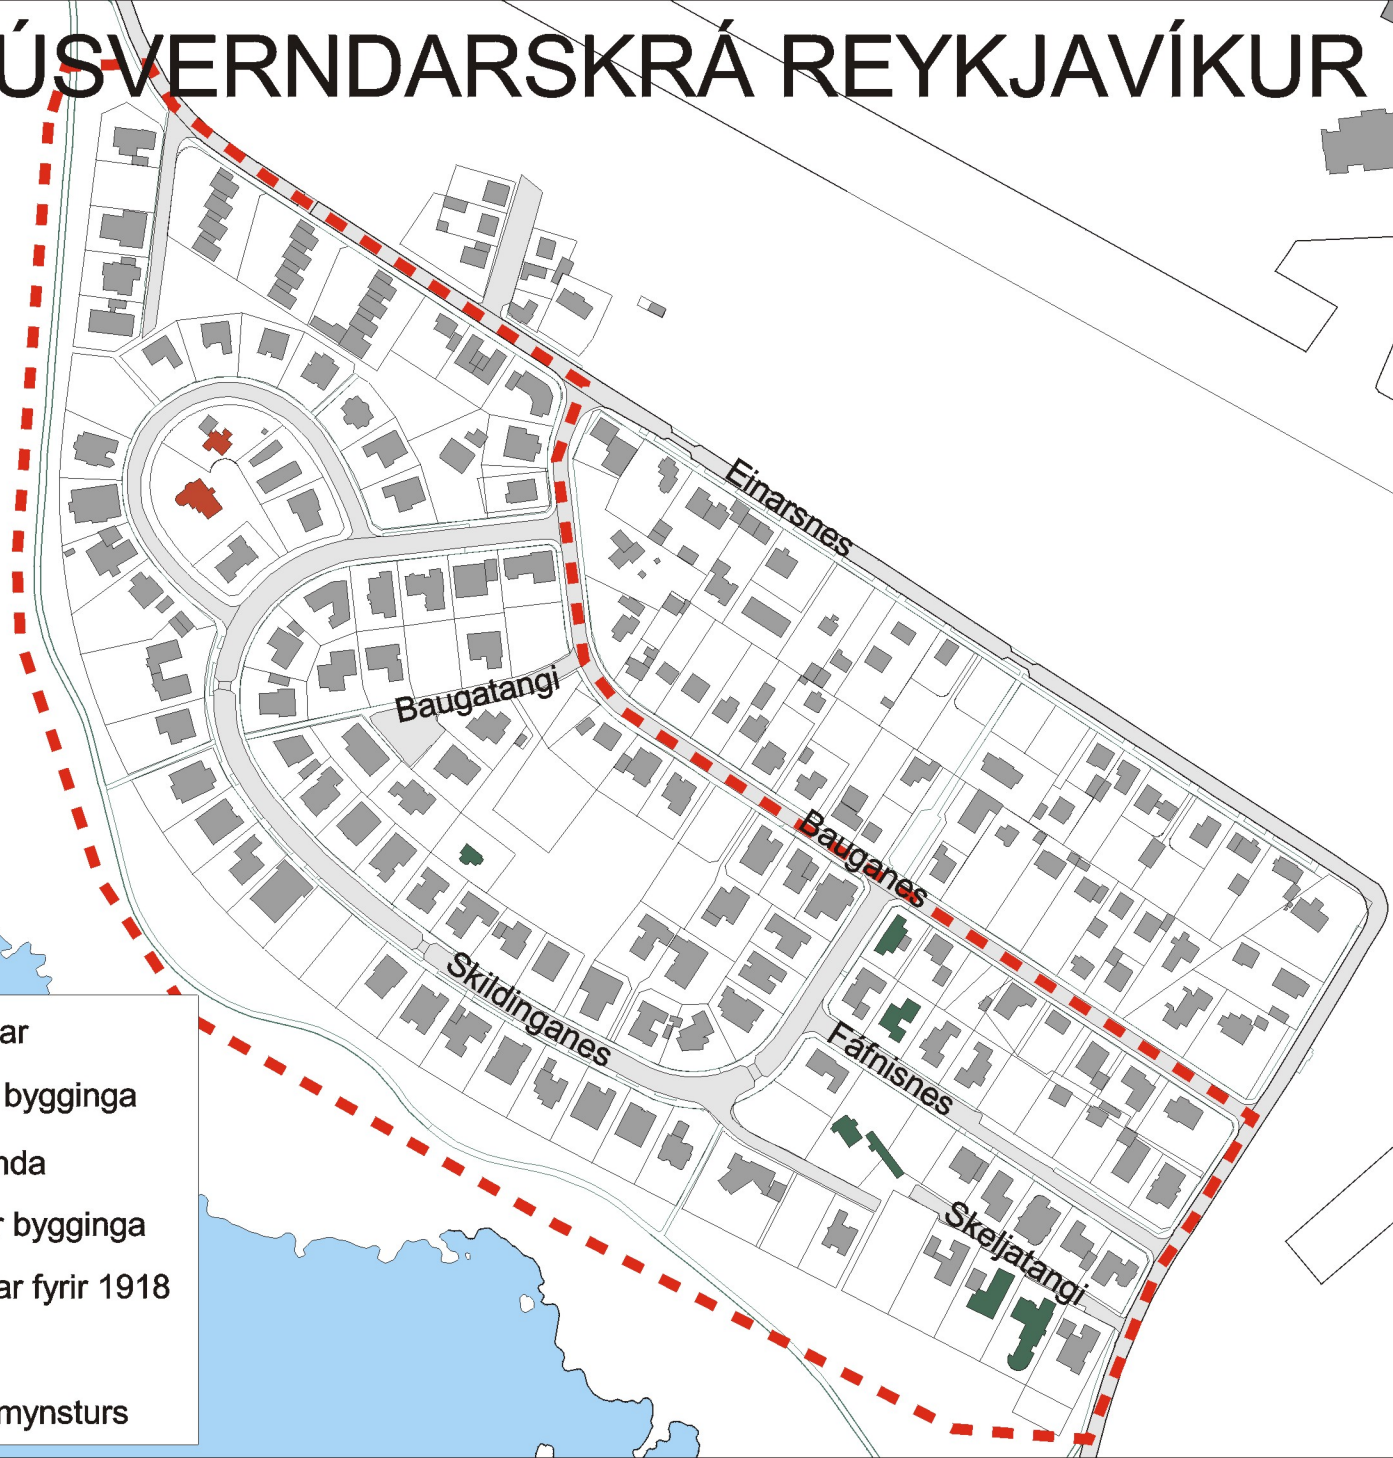 ÚSVERNDARSKRÁ REYKJAVÍKUR
Einarsnes
Baugatangi
Bauganes
Skildinganes
Fáfnisnes
Skeljatangi
ar
bygginga
nda
r bygginga
ar fyrir 1918
mynsturs